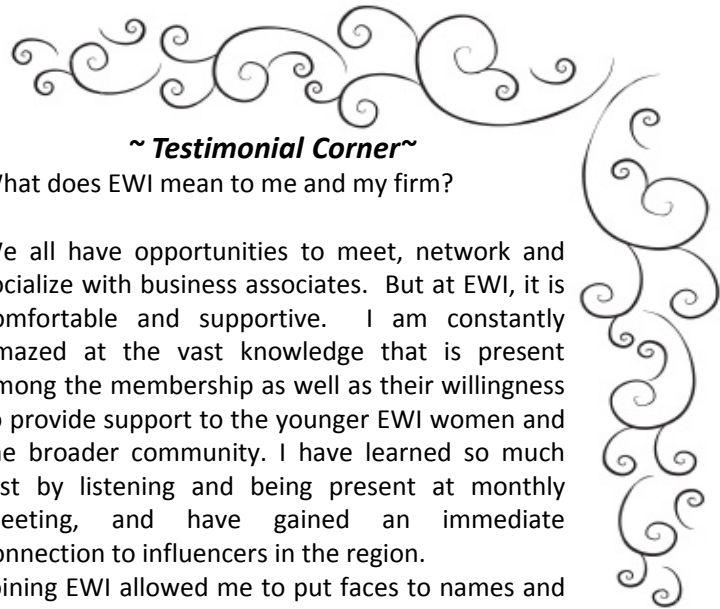 ~ Testimonial Corner~
What does EWI mean to me and my firm?
We all have opportunities to meet, network and
ocialize with business associates. But at EWI, it is
omfortable and supportive. I am constantly
mazed at the vast knowledge that is present
mong the membership as well as their willingness
o provide support to the younger EWI women and
he broader community. I have learned so much
st by listening and being present at monthly
eeting, and have gained an immediate
onnection to influencers in the region.
oining EWI allowed me to put faces to names and